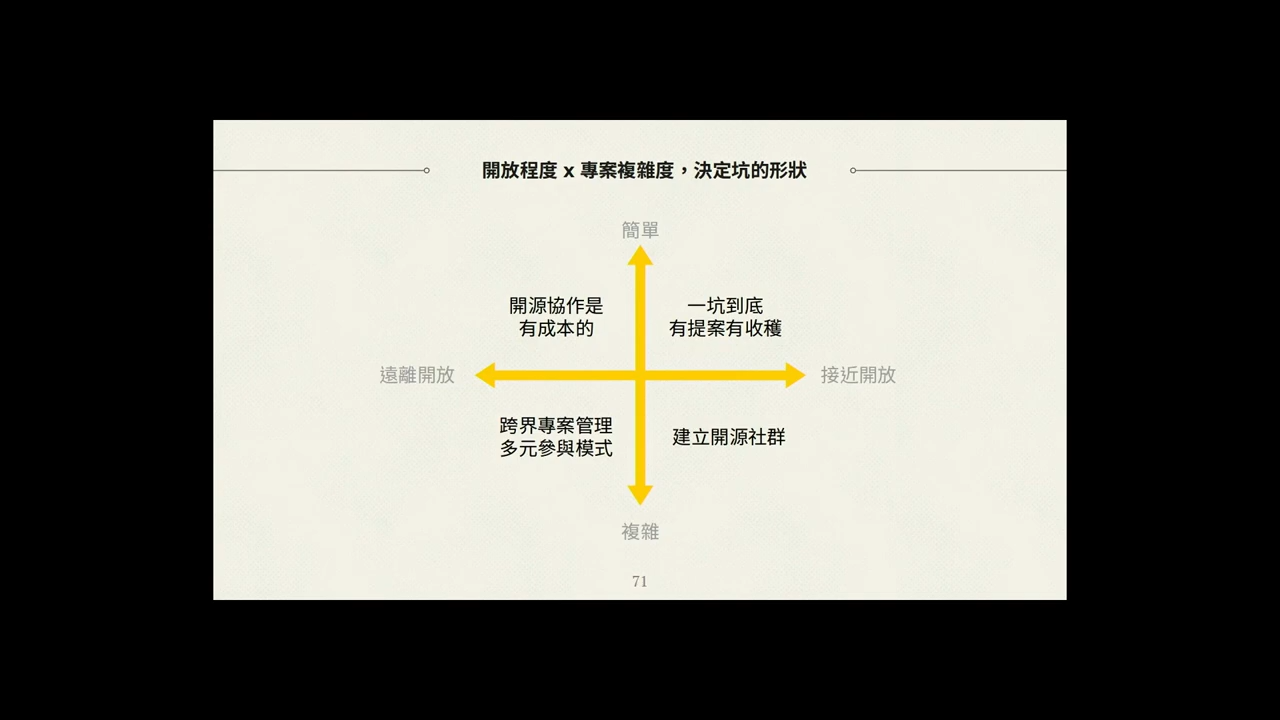 開放程度 x 專案複雜度，決定坑的形狀
簡單
開源協作是
有成本的
一坑到底
有提案有收穫
遠離開放
接近開放
跨界專案管理
多元參與模式
建立開源社群
複雜
71